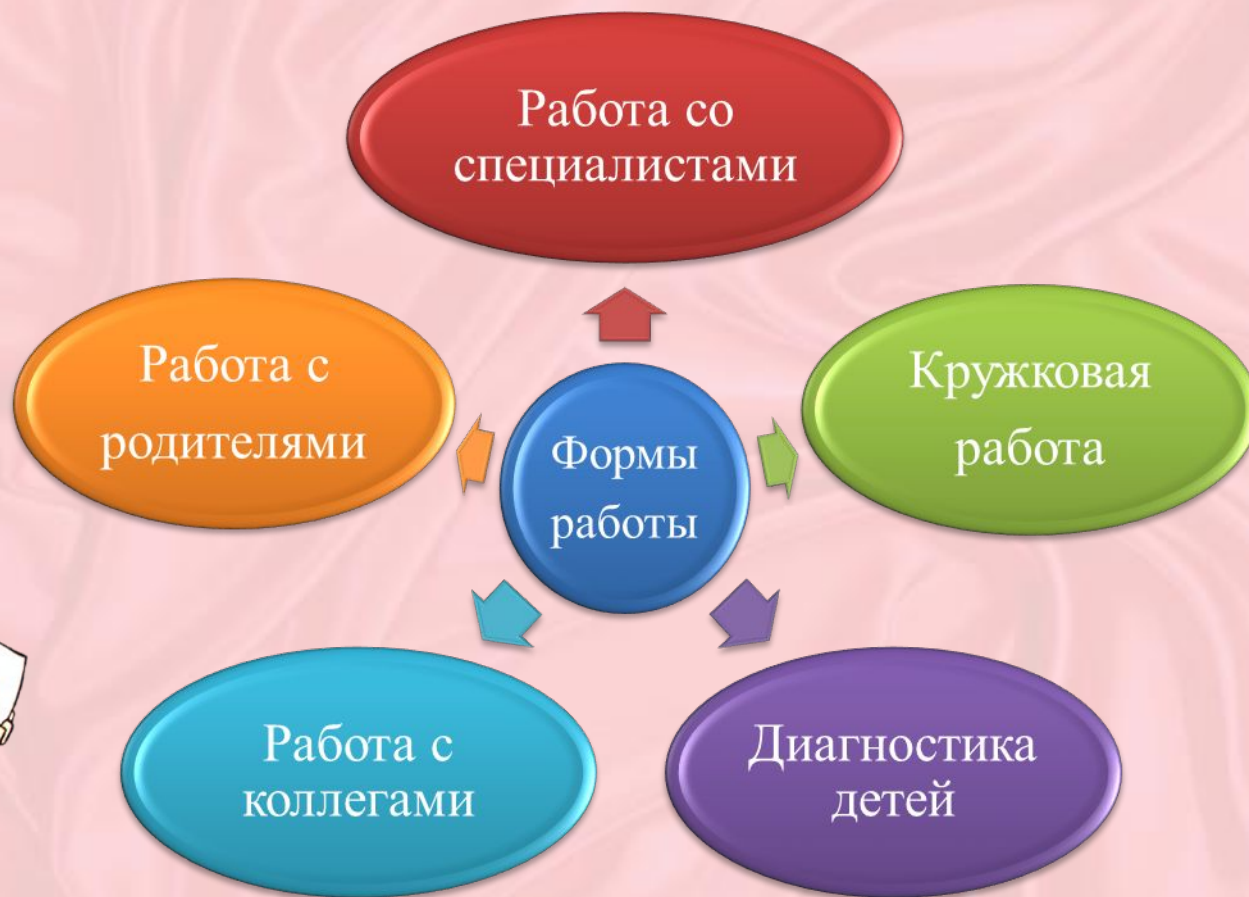 Работа со
специалистами
Работа с
родителями
Кружковая
работа
Формы
работы
Работа с
коллегами
Диагностика
детей